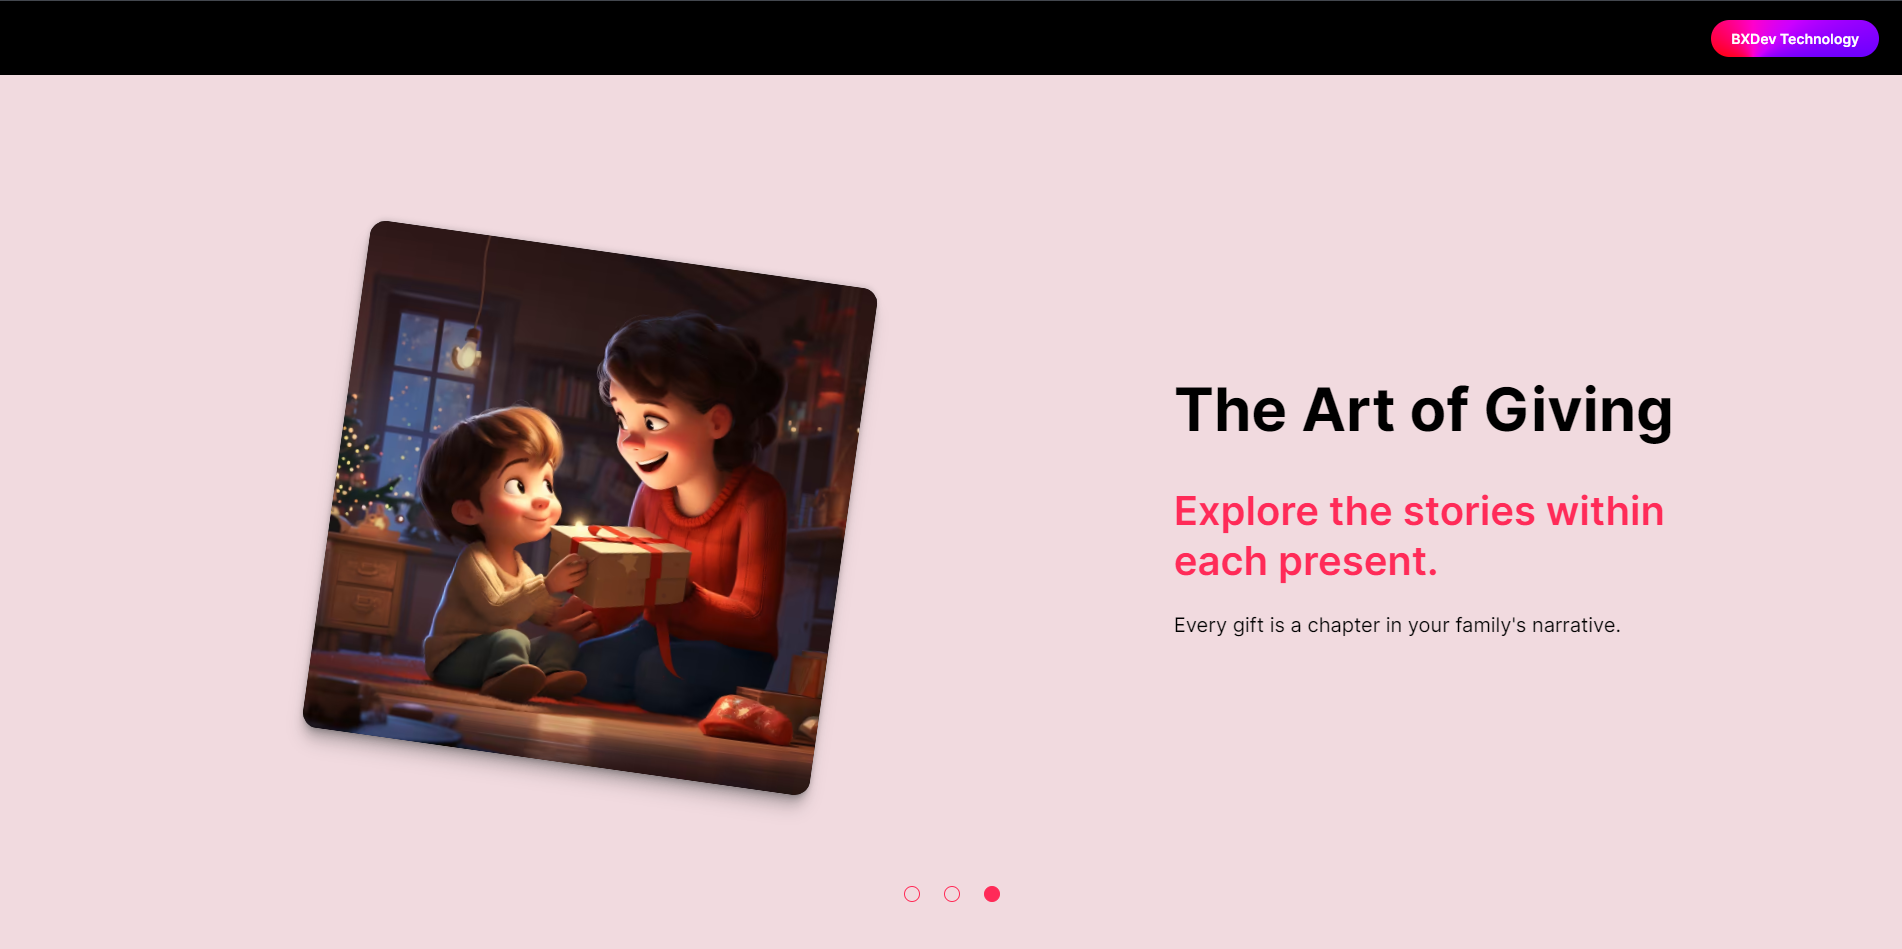 BXDev Technology
The Art of Giving
Explore the stories within
each present.
Every gift is a chapter in your family's narrative.